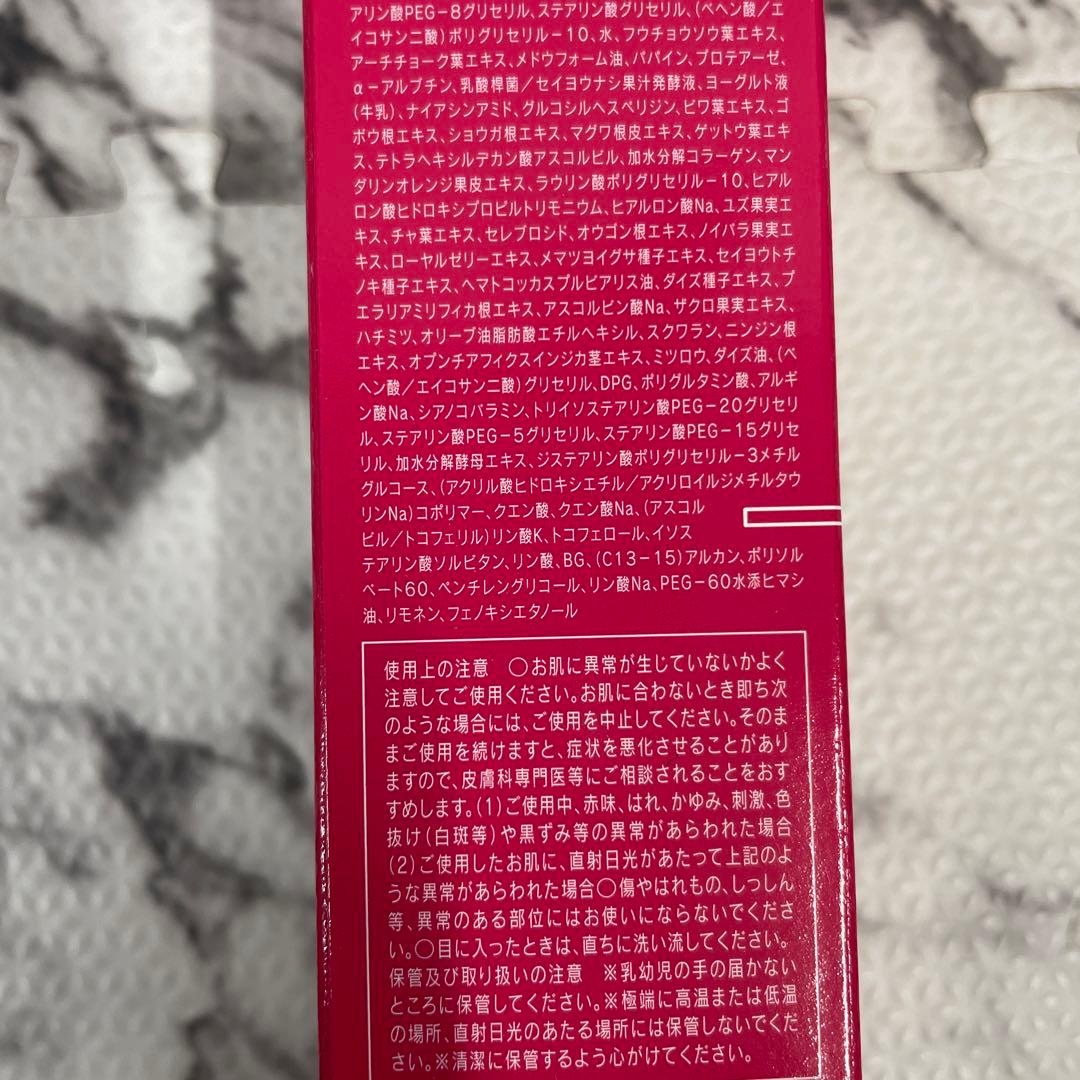 アリン酸PEG-8グリセリル、ステアリン酸グリセリル、(ベヘン酸/エ
イコサン二酸)ポリグリセリル-10、水、フウチョウソウ葉エキス、
アーチチョーク葉エキス、メドウフォーム油、パパイン、プロテアーゼ、
α-アルブチン、乳酸桿菌/セイヨウナシ果汁発酵液、ヨーグルト液
(牛乳)、ナイアシンアミド、グルコシルヘスペリジン、ビワ葉エキス、ゴ
ボウ根エキス、ショウガ根エキス、マグワ根皮エキス、ゲットウ葉エキ
ス、テトラヘキシルデカン酸アスコルビル、加水分解コラーゲン、マン
ダリンオレンジ果皮エキス、ラウリン酸ポリグリセリル-10、ヒアル
ロン酸ヒドロキシプロピルトリモニウム、ヒアルロン酸Na、ユズ果実エ
キス、チャ葉エキス、セレブロシド、オウゴン根エキス、ノイバラ果実エ
キス、ローヤルゼリーエキス、メマツヨイグサ種子エキス、セイヨウトチ
ノキ種子エキス、ヘマトコッカスプルビアリス油、ダイズ種子エキス、プ
エラリアミリフィカ根エキス、アスコルビン酸Na、ザクロ果実エキス、
ハチミツ、オリーブ油脂肪酸エチルヘキシル、スクワラン、ニンジン根
エキス、オプンチアフィクスインジカ茎エキス、ミツロウ、ダイズ油、(ベ
ヘン酸/エイコサン二酸)グリセリル、DPG、ポリグルタミン酸、アルギ
ン酸Na、シアノコバラミン、トリイソステアリン酸PEG-20グリセリ
ル、ステアリン酸PEG-5グリセリル、ステアリン酸PEG-15グリセ
リル、加水分解酵母エキス、ジステアリン酸ポリグリセリル-3メチル
グルコース、(アクリル酸ヒドロキシエチル/アクリロイルジメチルタウ
リンNa)コポリマー、クエン酸、クエン酸Na、(アスコル
ビル/トコフェリル)リン酸K、トコフェロール、イソス
テアリン酸ソルビタン、リン酸、BG、(C13-15)アルカン、ポリソル
ベート60、ペンチレングリコール、リン酸Na、PEG-60水添ヒマシ
油、リモネン、フェノキシエタノール
使用上の注意 ○お肌に異常が生じていないかよく
注意してご使用ください。お肌に合わないとき即ち次
のような場合には、ご使用を中止してください。そのま
まご使用を続けますと、症状を悪化させることがあり
ますので、皮膚科専門医等にご相談されることをおす
すめします。(1)ご使用中、赤味、はれ、かゆみ、刺激、色
抜け(白斑等)や黒ずみ等の異常があらわれた場合
(2)ご使用したお肌に、直射日光があたって上記のよ
うな異常があらわれた場合○傷やはれもの、しっしん
等、異常のある部位にはお使いにならないでくださ
い。○目に入ったときは、直ちに洗い流してください。
保管及び取り扱いの注意 ※乳幼児の手の届かない
ところに保管してください。※極端に高温または低温
の場所、直射日光のあたる場所には保管しないでくだ
さい。※清潔に保管するよう心がけてください。